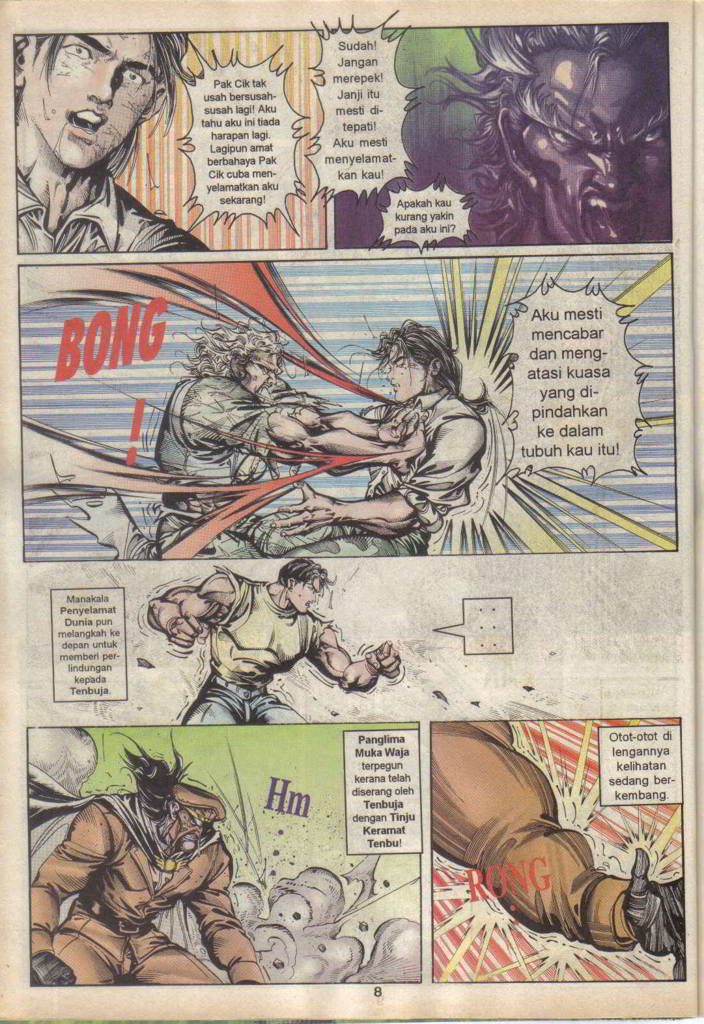 Pak Cik tak
usah bersusah-
susah lagi! Aku
tahu aku ini tiada
harapan lagi.
Lagipun amat
berbahaya Pak
Cik cuba men-
yelamatkan aku
sekarang!
Sudah!
Jangan
merepek!
Janji itu
mesti di-
tepati!
Aku mesti
menyelamat-
kan kau!
Apakah kau
kurang yakin
pada aku ini?
BONG
!
Aku mesti
mencabar
dan meng-
atasi kuasa
yang di-
pindahkan
ke dalam
tubuh kau itu!
Manakala
Penyelamat
Dunia pun
melangkah ke
depan untuk
memberi per-
lindungan
kepada
Tenbuja.
. .
. .
. .
Panglima
Muka Waja
terpegun
kerana telah
diserang oleh
Tenbuja
dengan Tinju
Keramat
Tenbu!
Hm
Otot-otot di
lengannya
kelihatan
sedang ber-
kembang.
BONG
8